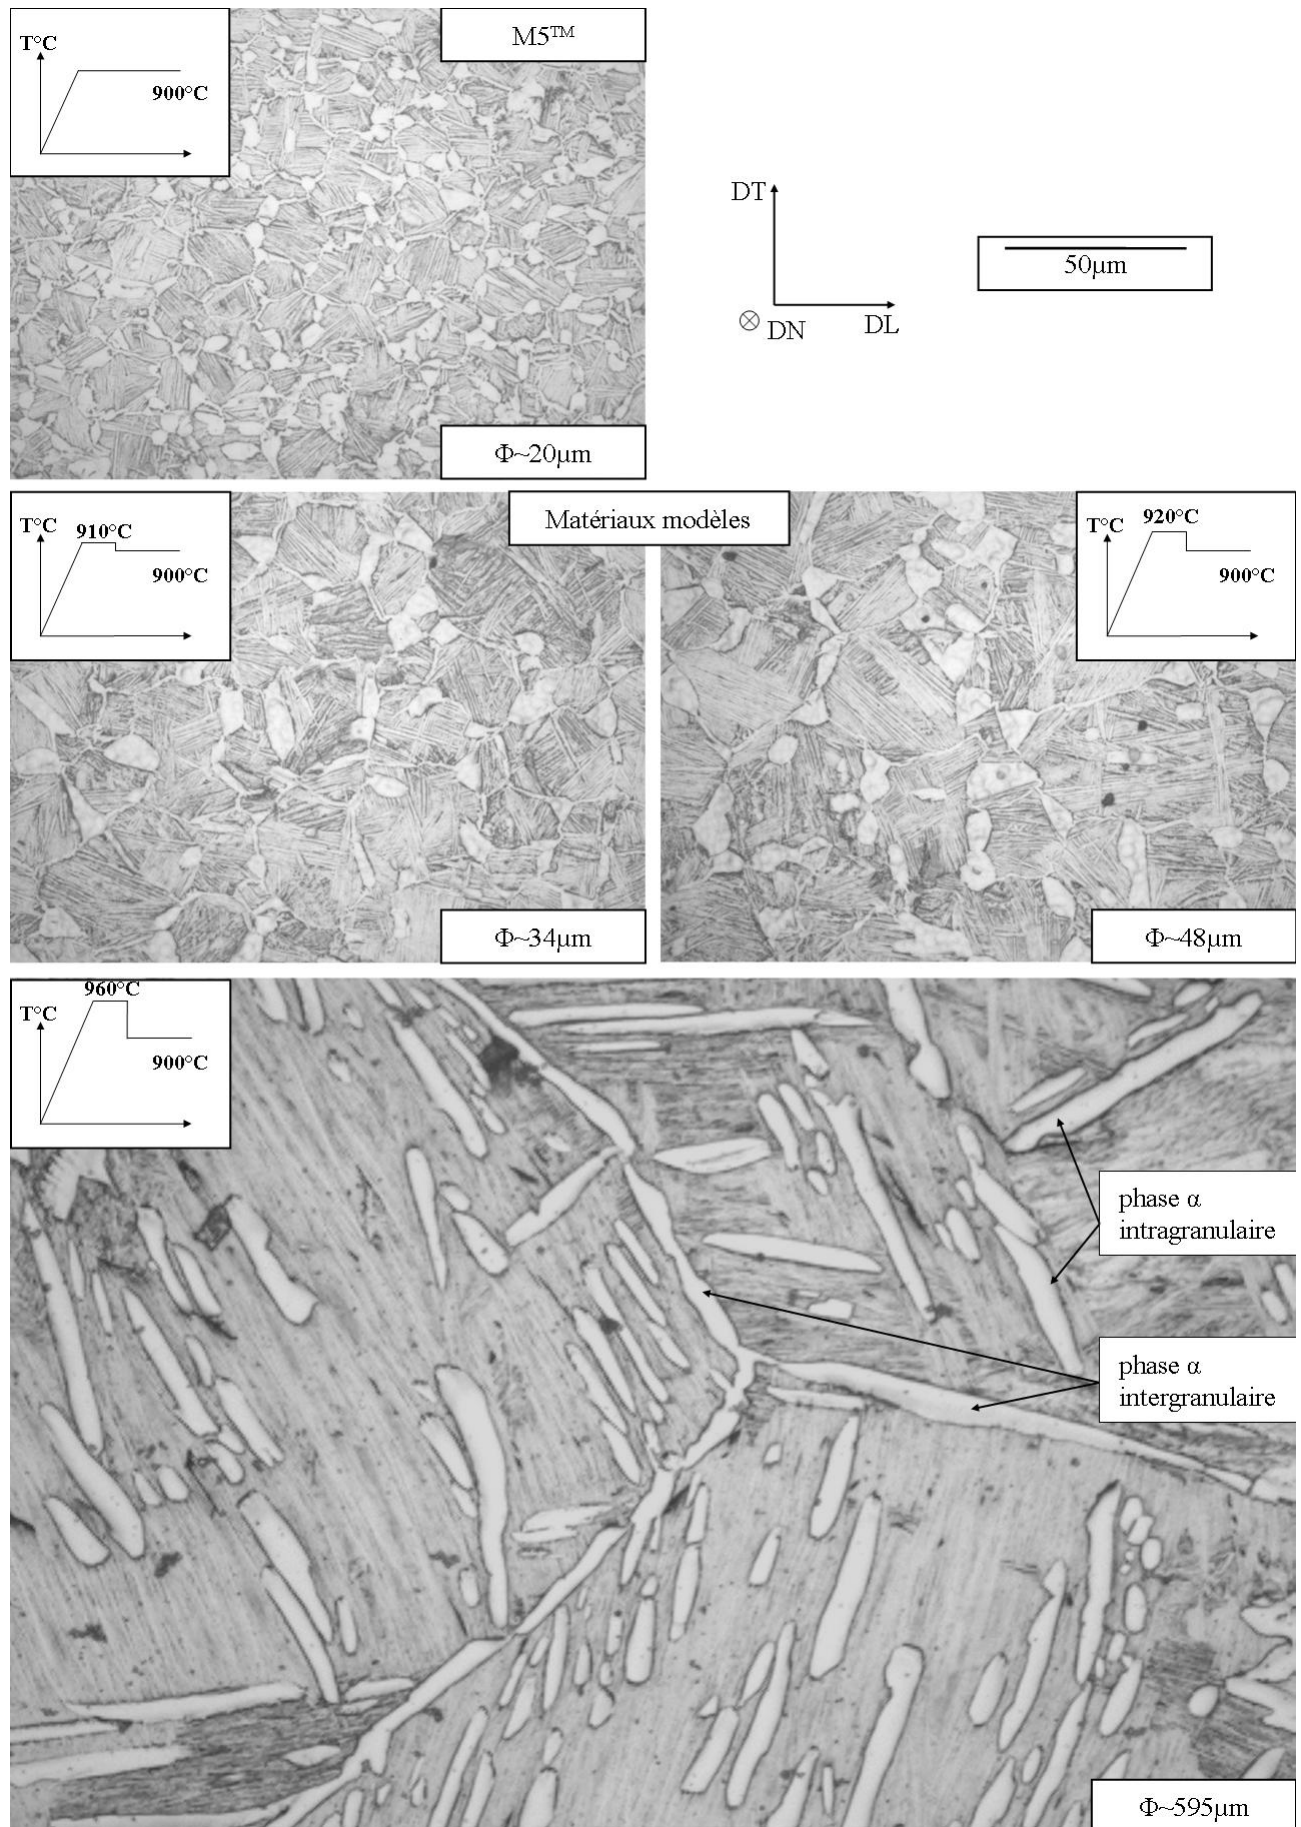 T°C
900°C
M5™
Φ~20µm
DT
DN
DL
50µm
T°C
910°C
900°C
Matériaux modèles
T°C
920°C
900°C
Φ~34µm
Φ~48µm
T°C
960°C
900°C
phase α
intragranulaire
phase α
intergranulaire
Φ~595µm